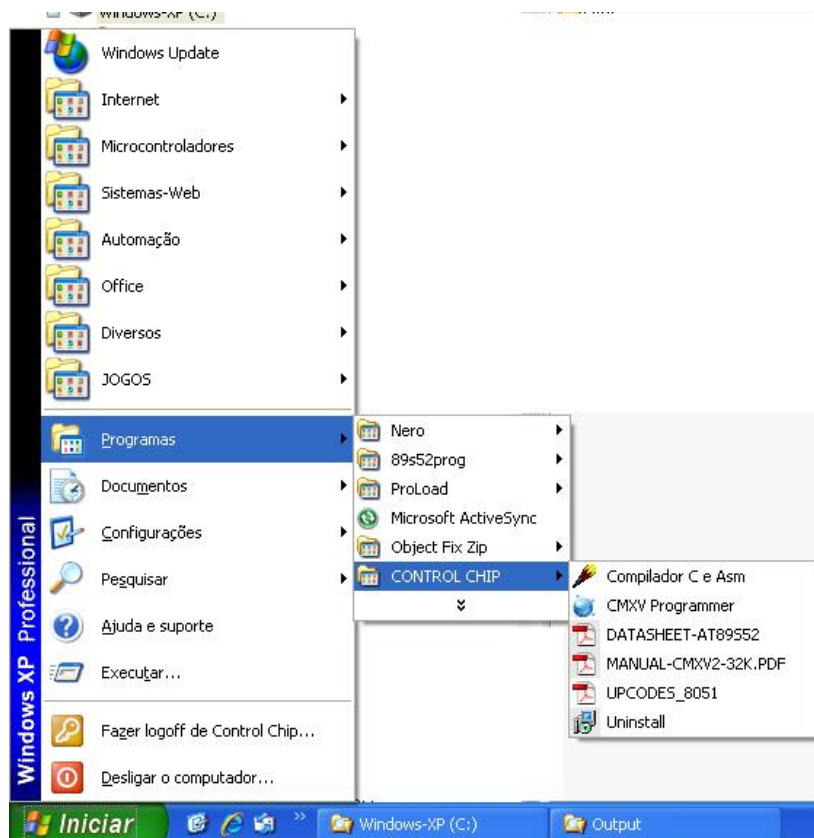 Windows-XP (C:)
Windows Update
Internet
Microcontroladores
Sistemas-Web
Automação
Office
Diversos
JOGOS
Programas
Documentos
Configurações
Pesquisar
Ajuda e suporte
Executar...
Fazer logoff de Control Chip...
Desligar o computador...
Windows XP Professional
Nero
89s52prog
ProLoad
Microsoft ActiveSync
Object Fix Zip
CONTROL CHIP
Compilador C e Asm
CMXV Programmer
DATASHEET-AT89S52
MANUAL-CMXV2-32K.PDF
UPCODES_8051
Uninstall
Iniciar
Windows-XP (C:)
Output